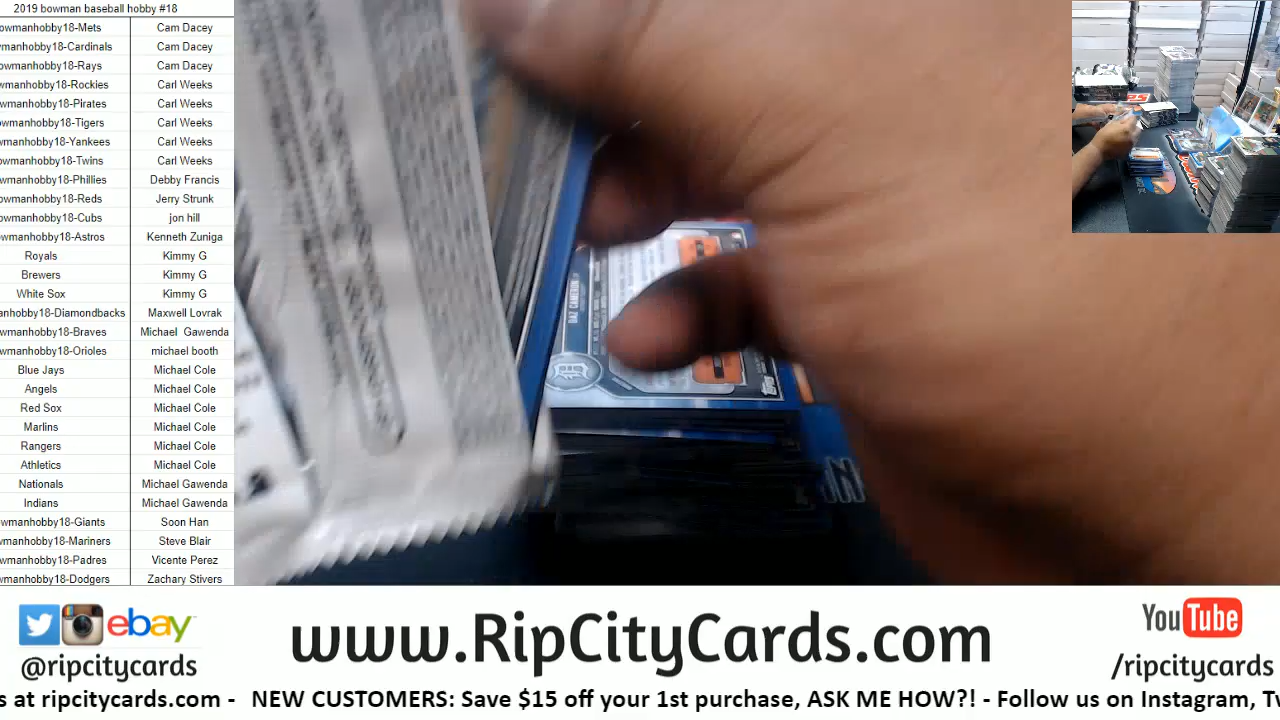 2019 bowman baseball hobby #18
owmanhobby18-Mets Cam Dacey
wmanhobby18-Cardinals Cam Dacey
owmanhobby18-Rays Cam Dacey
owmanhobby18-Rockies Carl Weeks
owmanhobby18-Pirates Carl Weeks
owmanhobby18-Tigers Carl Weeks
wmanhobby18-Yankees Carl Weeks
owmanhobby18-Twins Carl Weeks
wmanhobby18-Phillies Debby Francis
owmanhobby18-Reds Jerry Strunk
owmanhobby18-Cubs jon hill
owmanhobby18-Astros Kenneth Zuniga
Royals Kimmy G
Brewers Kimmy G
White Sox Kimmy G
anhobby18-Diamondbacks Maxwell Lovrak
wmanhobby18-Braves Michael Gawenda
owmanhobby18-Orioles michael booth
Blue Jays Michael Cole
Angels Michael Cole
Red Sox Michael Cole
Marlins Michael Cole
Rangers Michael Cole
Athletics Michael Cole
Nationals Michael Gawenda
Indians Michael Gawenda
owmanhobby18-Giants Soon Han
wmanhobby18-Mariners Steve Blair
wmanhobby18-Padres Vicente Perez
wmanhobby18-Dodgers Zachary Stivers
DAZ CAMERON
ebay
@ripcitycards
www.RipCityCards.com
YouTube
/ripcitycards
s at ripcitycards.com - NEW CUSTOMERS: Save $15 off your 1st purchase, ASK ME HOW?! - Follow us on Instagram, Tw